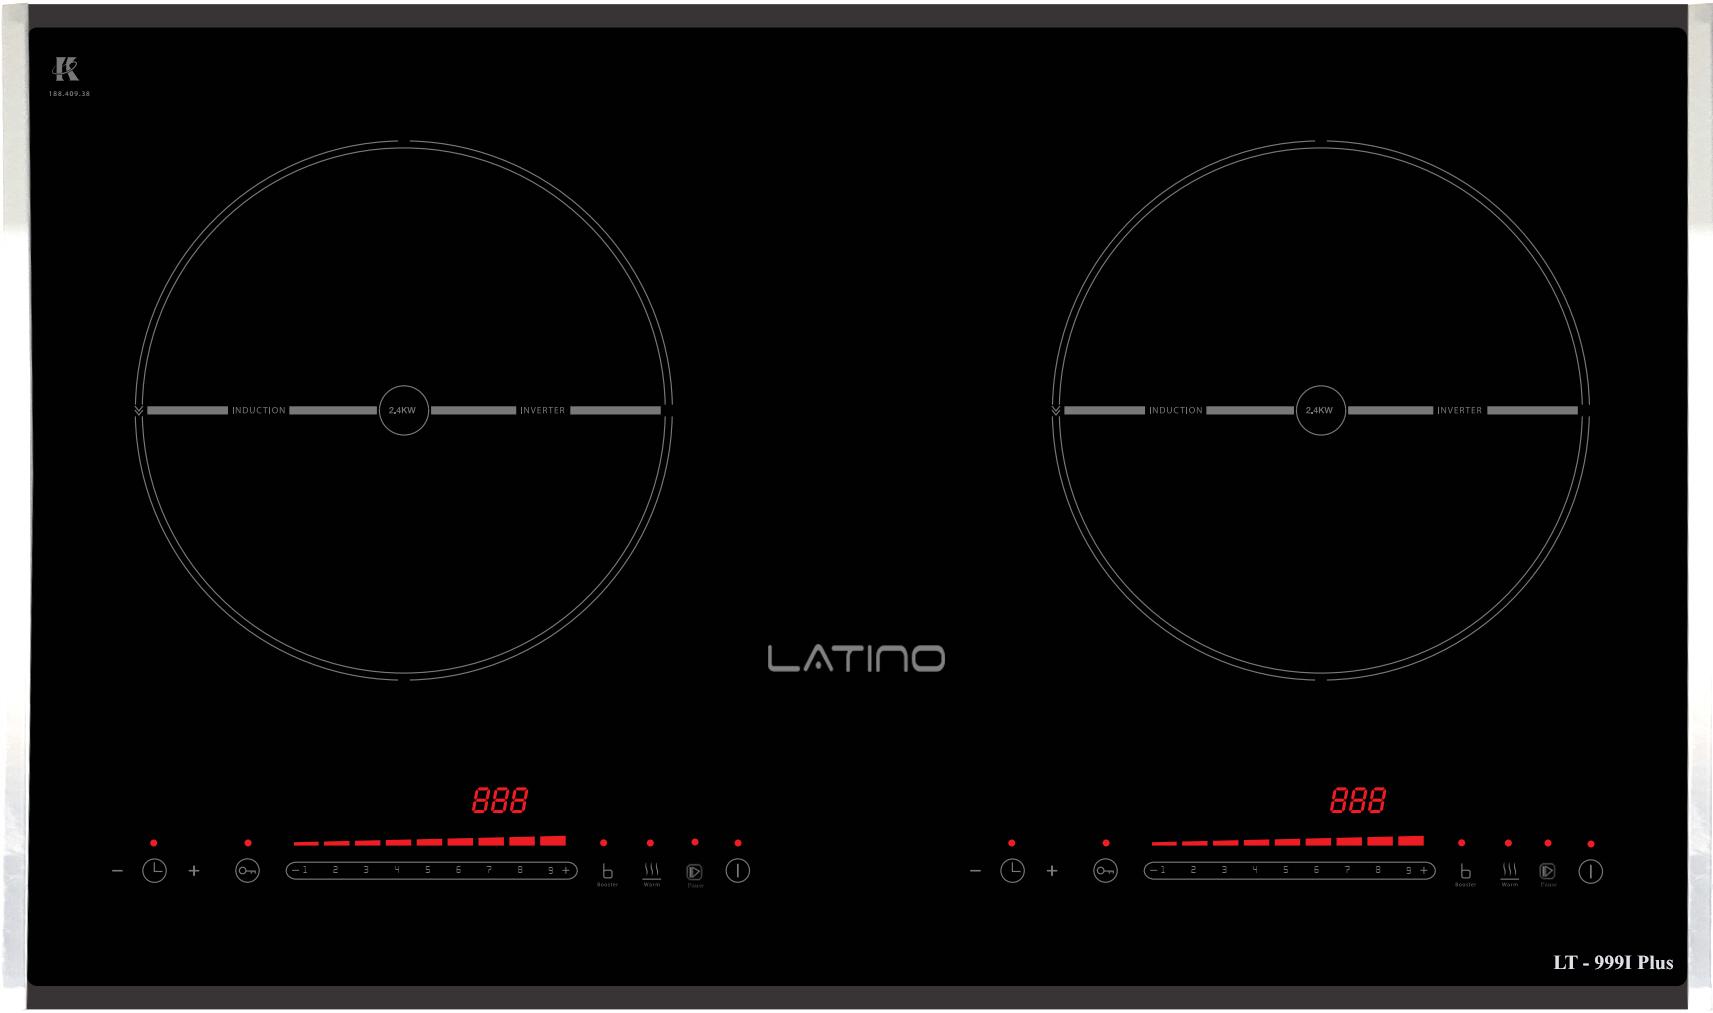 K
188.409.38
INDUCTION 2.4KW INVERTER
INDUCTION 2.4KW INVERTER
LATINO
888
888
− + − 1 2 3 4 5 6 7 8 9 +
Booster Warm Pause
− + − 1 2 3 4 5 6 7 8 9 +
Booster Warm Pause
LT - 999I Plus